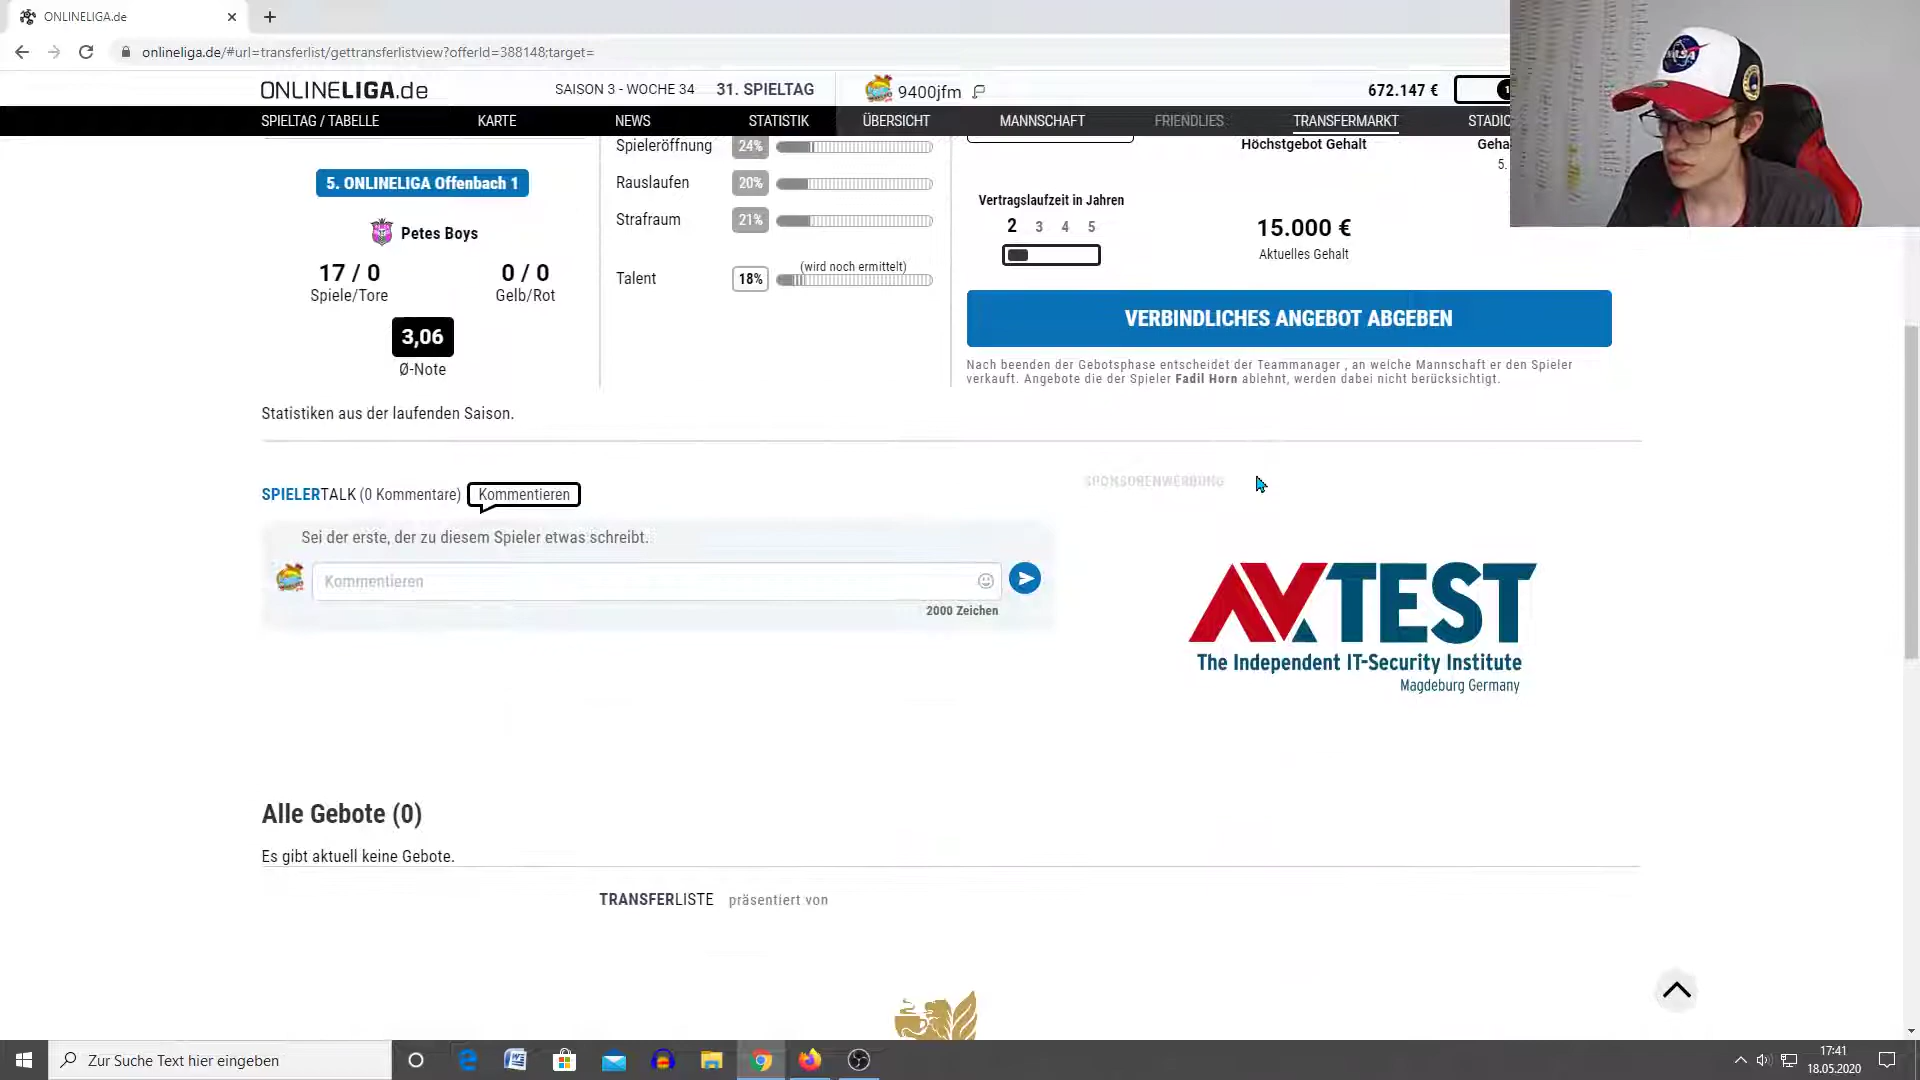 ONLINELIGA.de
onlineliga.de/#url=transferlist/gettransferlistview?offerId=388148;target=
ONLINELIGA.de
SAISON 3 - WOCHE 34
31. SPIELTAG
9400jfm
672.147 €
SPIELTAG / TABELLE
KARTE
NEWS
STATISTIK
ÜBERSICHT
MANNSCHAFT
FRIENDLIES
TRANSFERMARKT
Spieleröffnung 24%
Rauslaufen 20%
Strafraum 21%
Talent 18% (wird noch ermittelt)
5. ONLINELIGA Offenbach 1
Petes Boys
17 / 0
Spiele/Tore
0 / 0
Gelb/Rot
3,06
Ø-Note
Höchstgebot Gehalt
5.
Vertragslaufzeit in Jahren
2 3 4 5
15.000 €
Aktuelles Gehalt
VERBINDLICHES ANGEBOT ABGEBEN
Nach beenden der Gebotsphase entscheidet der Teammanager , an welche Mannschaft er den Spieler
verkauft. Angebote die der Spieler Fadil Horn ablehnt, werden dabei nicht berücksichtigt.
Statistiken aus der laufenden Saison.
SPIELERTALK (0 Kommentare) Kommentieren
Sei der erste, der zu diesem Spieler etwas schreibt.
Kommentieren
2000 Zeichen
SPONSORENWERBUNG
AVTEST
The Independent IT-Security Institute
Magdeburg Germany
Alle Gebote (0)
Es gibt aktuell keine Gebote.
TRANSFERLISTE präsentiert von
Zur Suche Text hier eingeben
17:41
18.05.2020